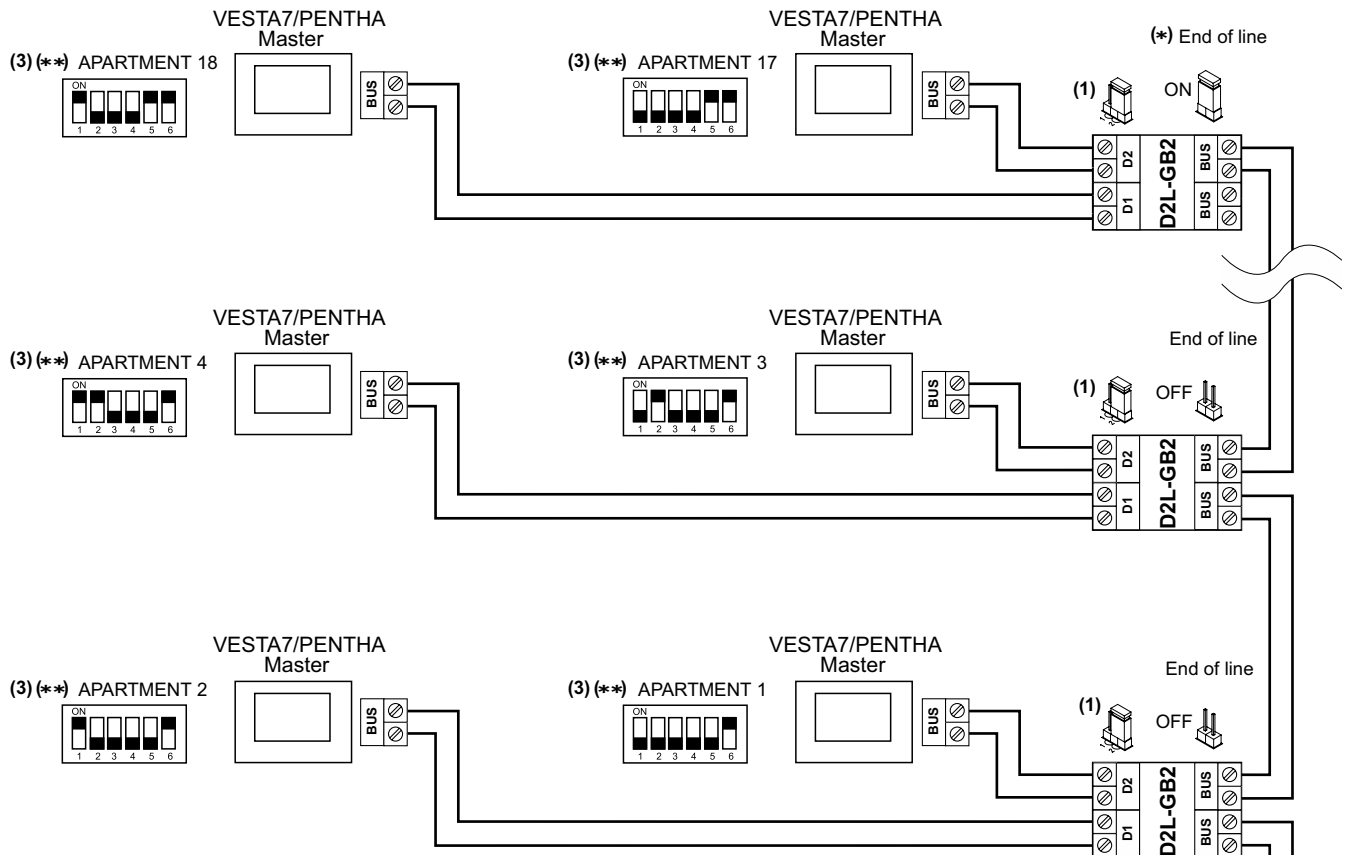 VESTA7/PENTHA
Master
(3) (**) APARTMENT 18
ON
1 2 3 4 5 6
BUS
VESTA7/PENTHA
Master
(3) (**) APARTMENT 17
ON
1 2 3 4 5 6
BUS
(*) End of line
(1)
1
2
ON
D2
D1
D2L-GB2
BUS
BUS
VESTA7/PENTHA
Master
(3) (**) APARTMENT 4
ON
1 2 3 4 5 6
BUS
VESTA7/PENTHA
Master
(3) (**) APARTMENT 3
ON
1 2 3 4 5 6
BUS
End of line
(1)
1
2
OFF
D2
D1
D2L-GB2
BUS
BUS
VESTA7/PENTHA
Master
(3) (**) APARTMENT 2
ON
1 2 3 4 5 6
BUS
VESTA7/PENTHA
Master
(3) (**) APARTMENT 1
ON
1 2 3 4 5 6
BUS
End of line
(1)
1
2
OFF
D2
D1
D2L-GB2
BUS
BUS